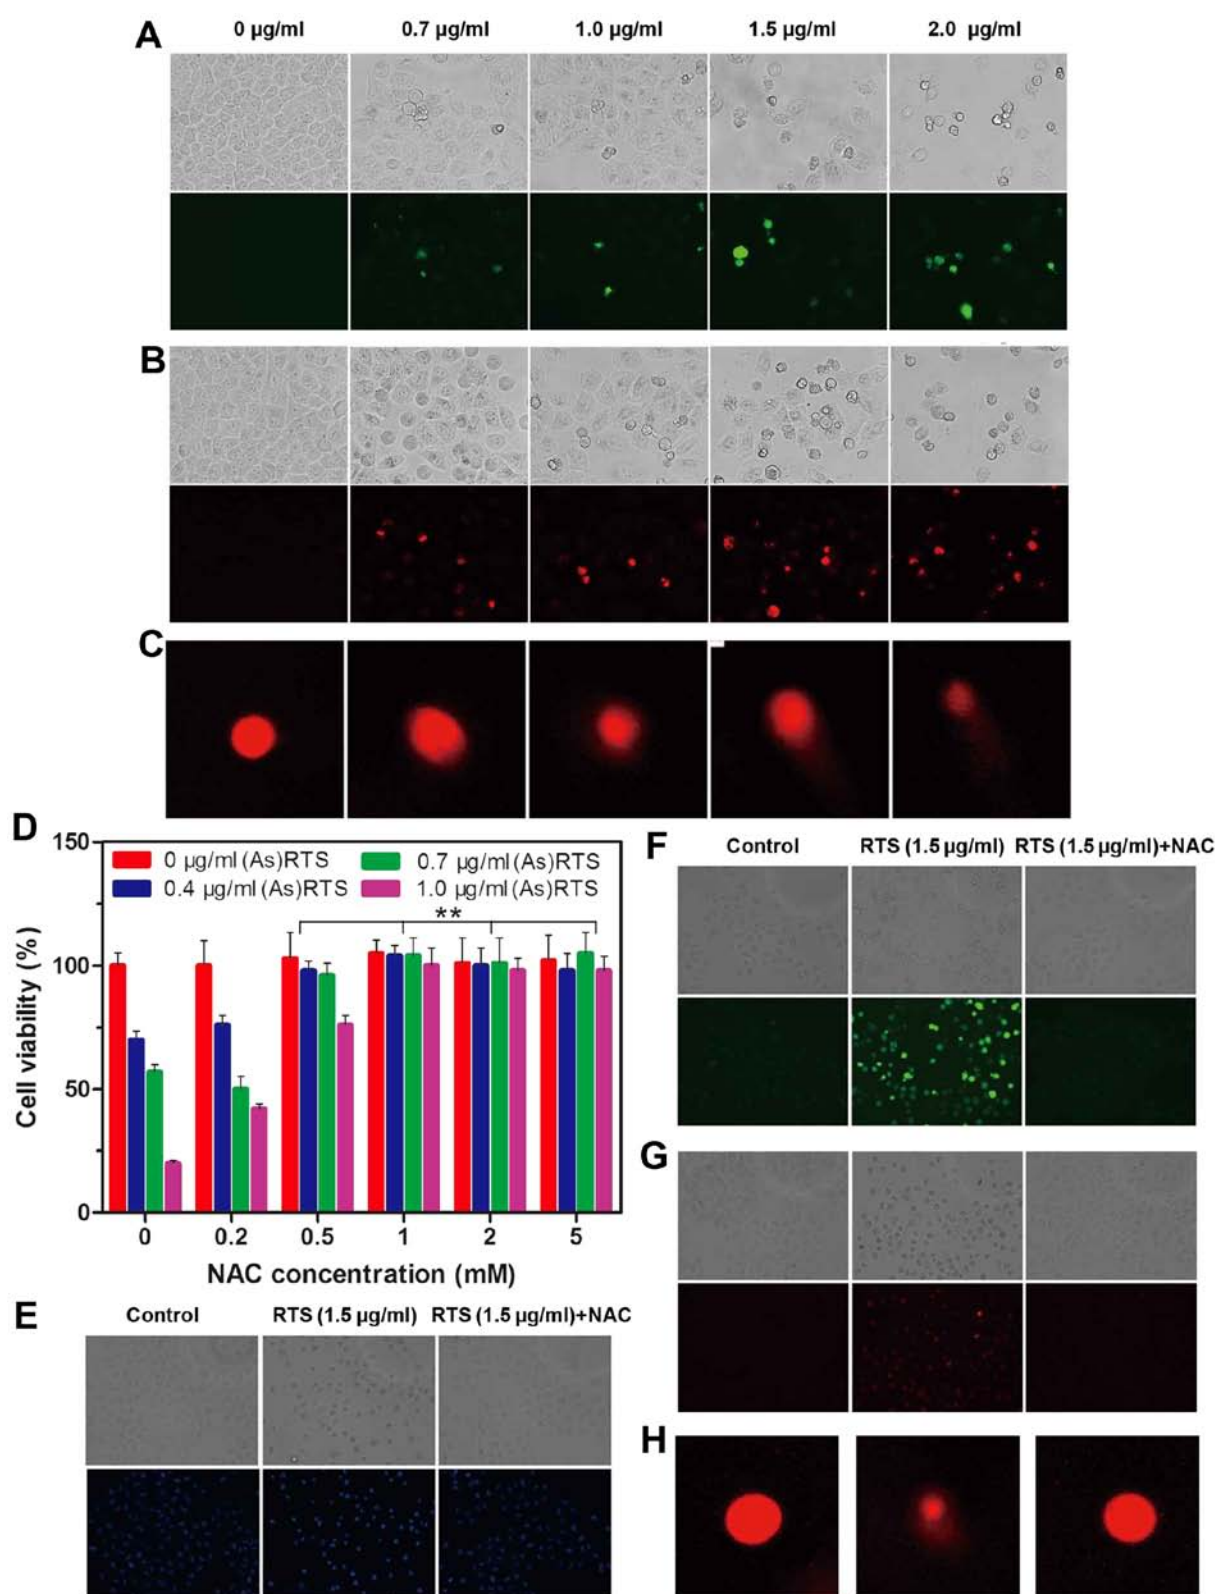 A
0 µg/ml 0.7 µg/ml 1.0 µg/ml 1.5 µg/ml 2.0 µg/ml
B
C
D
150
100
50
0
Cell viability (%)
0 µg/ml (As)RTS 0.7 µg/ml (As)RTS
0.4 µg/ml (As)RTS 1.0 µg/ml (As)RTS
**
0 0.2 0.5 1 2 5
NAC concentration (mM)
E
Control RTS (1.5 µg/ml) RTS (1.5 µg/ml)+NAC
F
Control RTS (1.5 µg/ml) RTS (1.5 µg/ml)+NAC
G
H